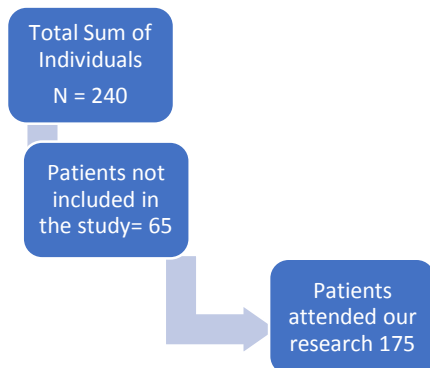 Total Sum of
Individuals
N = 240
Patients not
included in
the study= 65
Patients
attended our
research 175